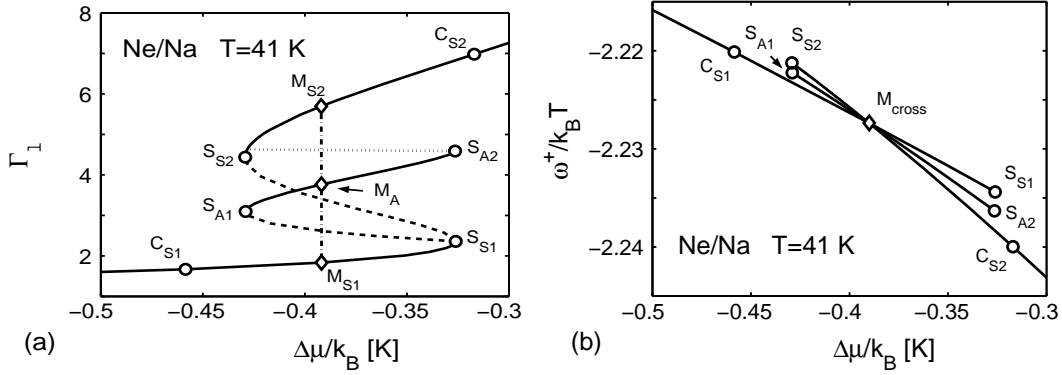 Ne/Na T=41 K
C_S2
M_S2
S_S2
S_A2
M_A
S_A1
S_S1
C_S1
M_S1
Γ_1
8
6
4
2
−0.5
−0.45
−0.4
−0.35
−0.3
(a)
Δμ/k_B [K]
S_A1
S_S2
C_S1
M_cross
S_S1
S_A2
C_S2
Ne/Na T=41 K
ω⁺/k_BT
−2.22
−2.23
−2.24
−0.5
−0.45
−0.4
−0.35
−0.3
(b)
Δμ/k_B [K]